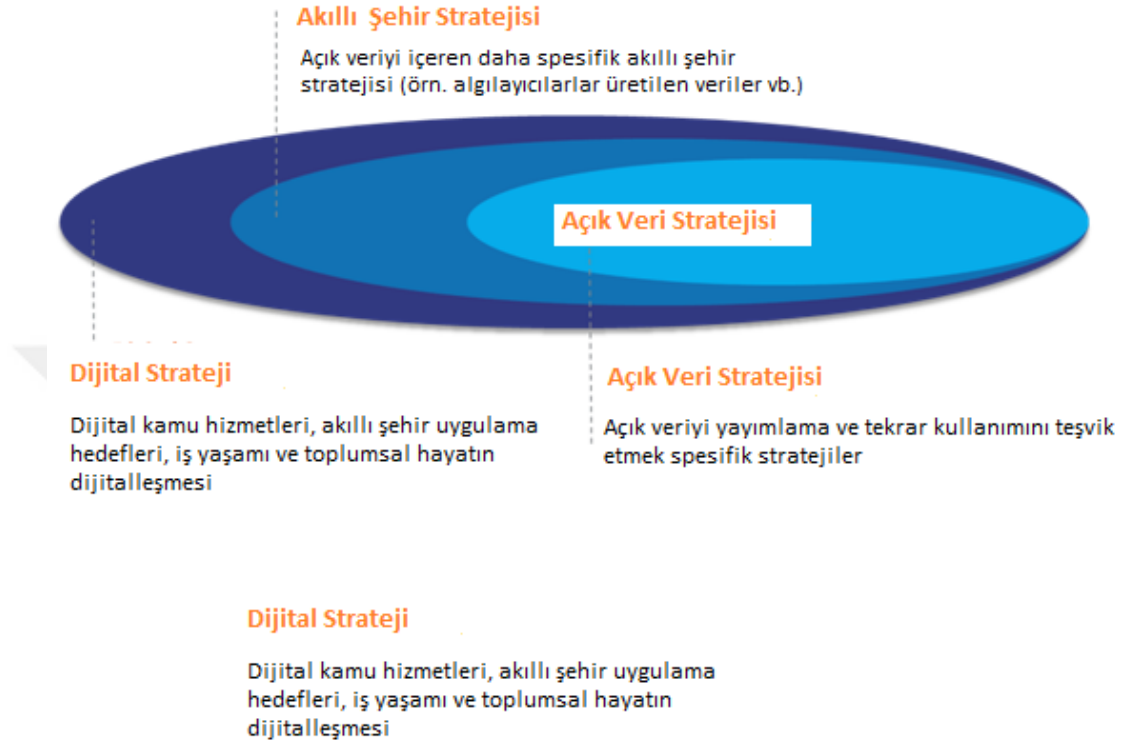 Akıllı Şehir Stratejisi
Açık veriyi içeren daha spesifik akıllı şehir
stratejisi (örn. algılayıcılarlar üretilen veriler vb.)
Açık Veri Stratejisi
Dijital Strateji
Dijital kamu hizmetleri, akıllı şehir uygulama
hedefleri, iş yaşamı ve toplumsal hayatın
dijitalleşmesi
Açık Veri Stratejisi
Açık veriyi yayımlama ve tekrar kullanımını teşvik
etmek spesifik stratejiler
Dijital Strateji
Dijital kamu hizmetleri, akıllı şehir uygulama
hedefleri, iş yaşamı ve toplumsal hayatın
dijitalleşmesi